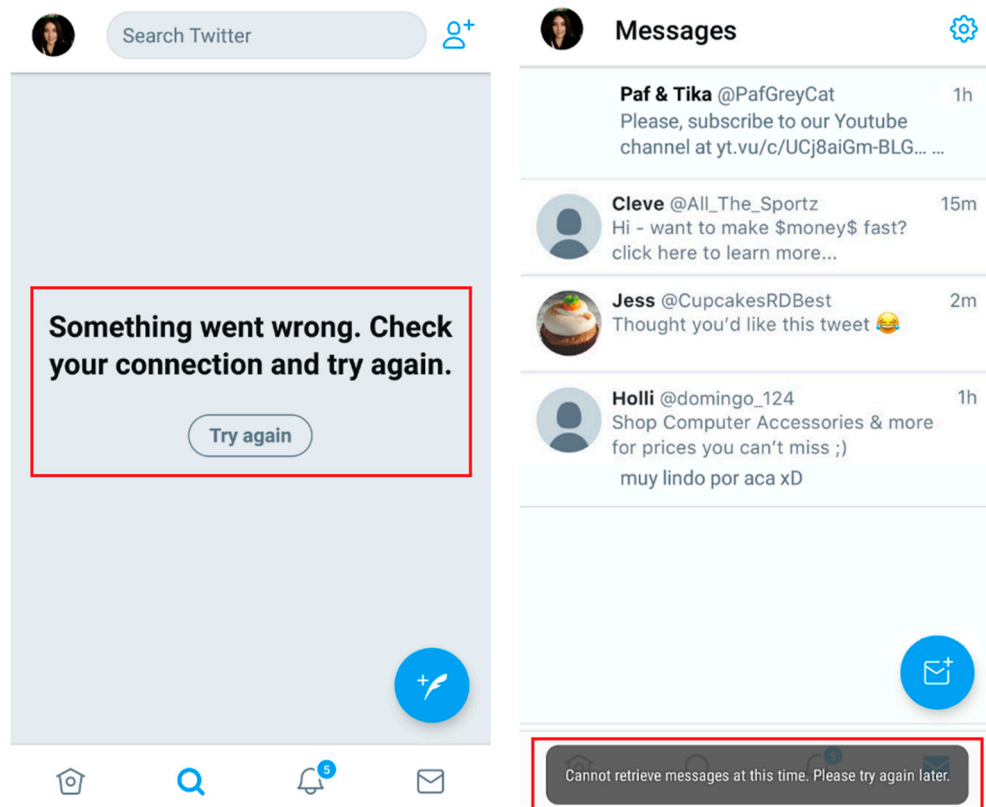 Search Twitter
Something went wrong. Check
your connection and try again.
Try again
5
Messages
Paf & Tika @PafGreyCat 1h
Please, subscribe to our Youtube
channel at yt.vu/c/UCj8aiGm-BLG... ...
Cleve @All_The_Sportz 15m
Hi - want to make $money$ fast?
click here to learn more...
Jess @CupcakesRDBest 2m
Thought you'd like this tweet 😂
Holli @domingo_124 1h
Shop Computer Accessories & more
for prices you can't miss ;)
muy lindo por aca xD
5
Cannot retrieve messages at this time. Please try again later.